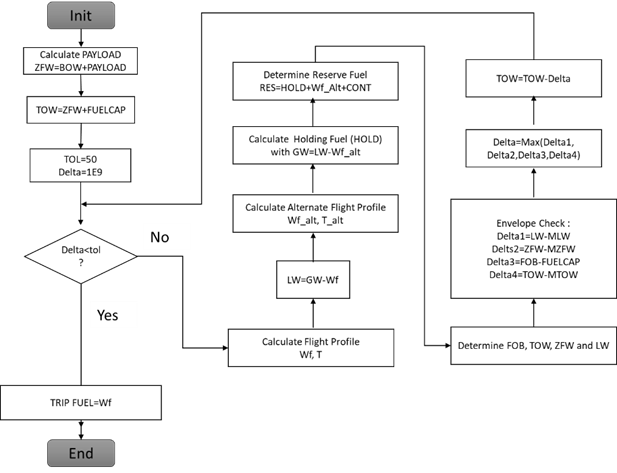 Init
Calculate PAYLOAD
ZFW=BOW+PAYLOAD
TOW=ZFW+FUELCAP
TOL=50
Delta=1E9
Delta<tol
?
No
Yes
TRIP FUEL=Wf
End
Calculate Flight Profile
Wf, T
LW=GW-Wf
Calculate Alternate Flight Profile
Wf_alt, T_alt
Calculate Holding Fuel (HOLD)
with GW=LW-Wf_alt
Determine Reserve Fuel
RES=HOLD+Wf_Alt+CONT
Determine FOB, TOW, ZFW and LW
Envelope Check :
Delta1=LW-MLW
Delts2=ZFW-MZFW
Delta3=FOB-FUELCAP
Delta4=TOW-MTOW
Delta=Max(Delta1,
Delta2,Delta3,Delta4)
TOW=TOW-Delta